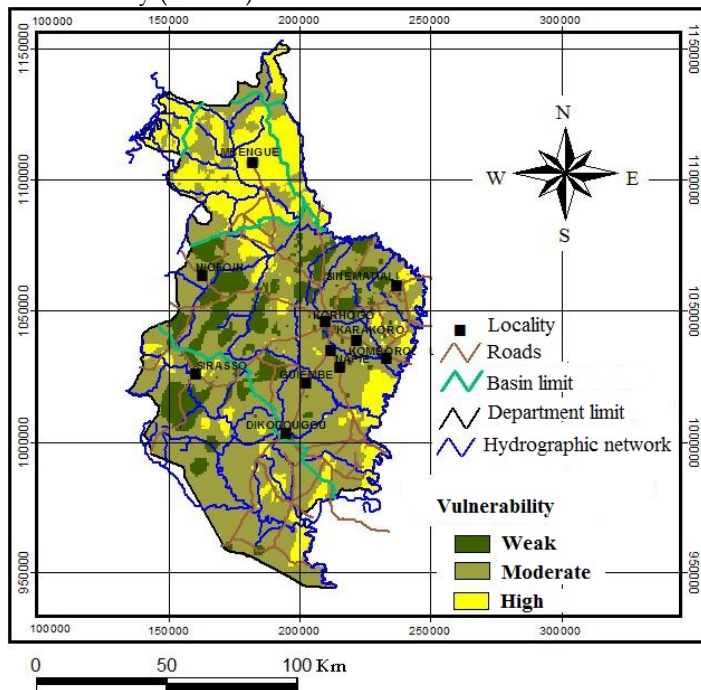 100000 150000 200000 250000 300000
1150000 1150000
N
MBENGUE
1100000 1100000
W E
S
NIOFOIN
SINEMATIALI
1050000 1050000
KORHOGO
KARAKORO
KOMBORO
NAPIE
SIRASSO
GUIEMBE
DIKODOUGOU
1000000 1000000
Locality
Roads
Basin limit
Department limit
Hydrographic network
Vulnerability
Weak
Moderate
High
950000 950000
100000 150000 200000 250000 300000
0 50 100 Km